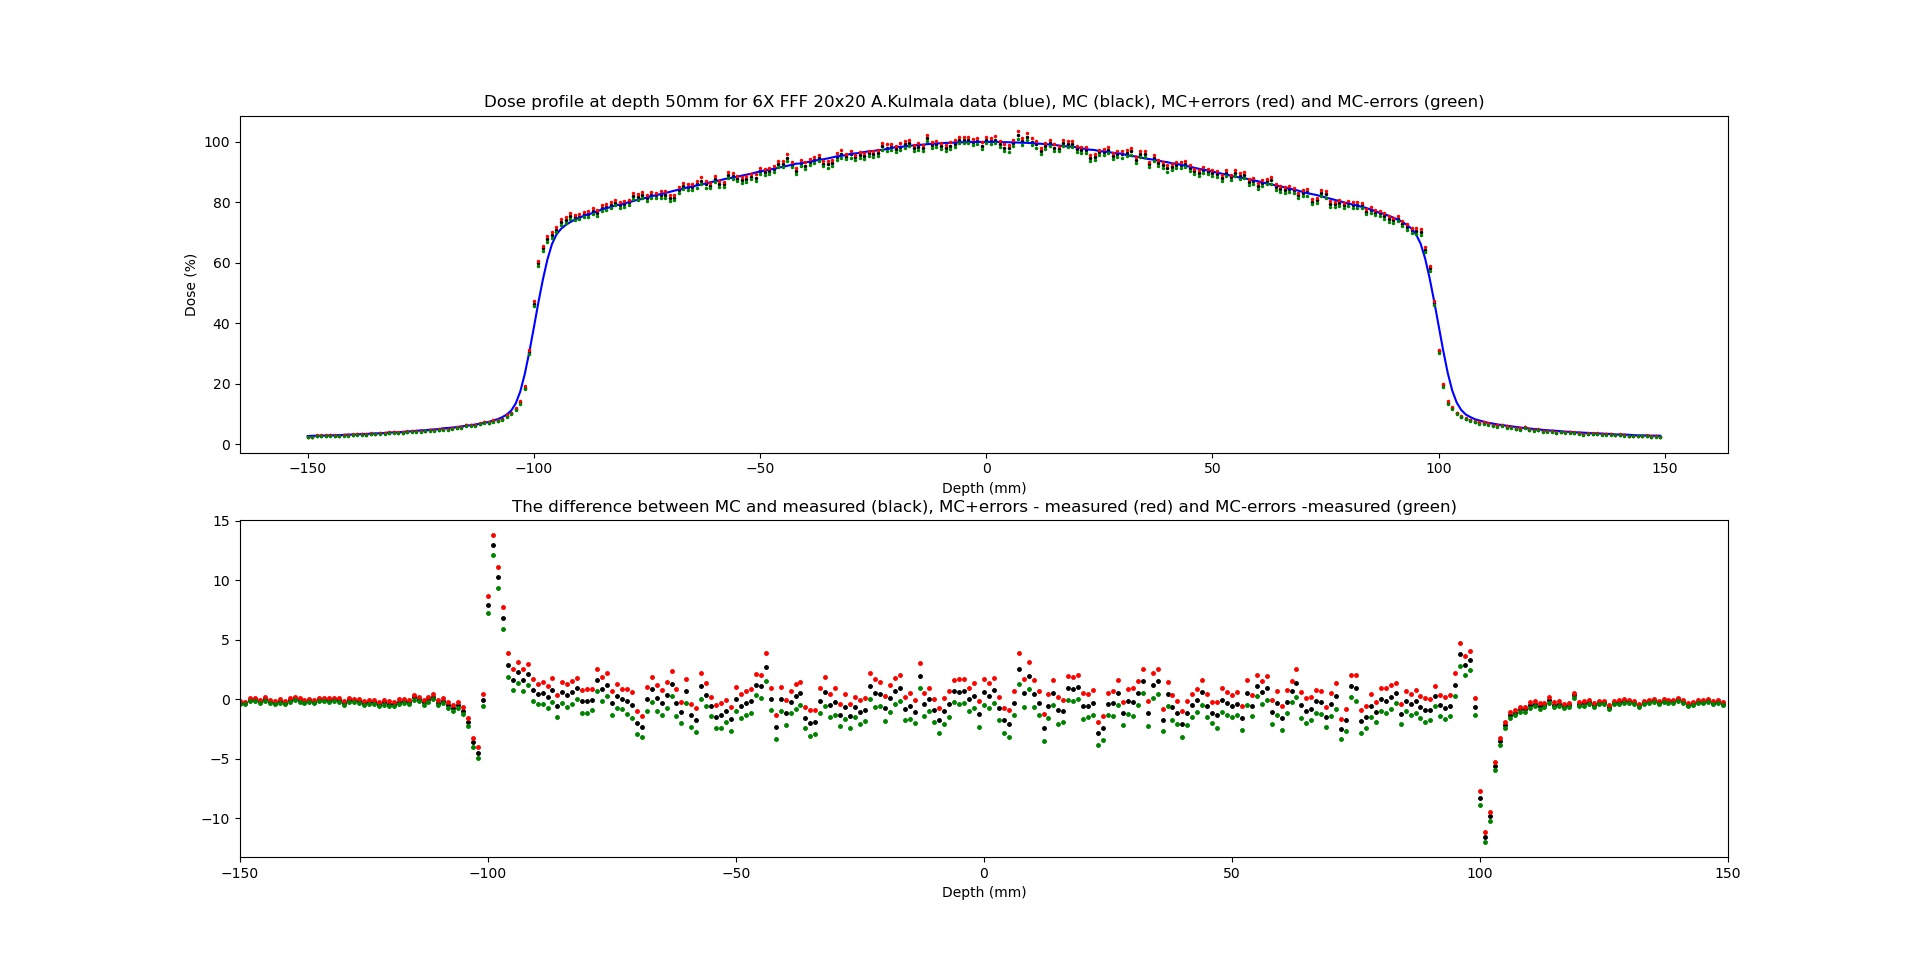 Dose profile at depth 50mm for 6X FFF 20x20 A.Kulmala data (blue), MC (black), MC+errors (red) and MC-errors (green)
100
80
60
40
20
0
Dose (%)
−150 −100 −50 0 50 100 150
Depth (mm)
The difference between MC and measured (black), MC+errors - measured (red) and MC-errors -measured (green)
15
10
5
0
−5
−10
−150 −100 −50 0 50 100 150
Depth (mm)